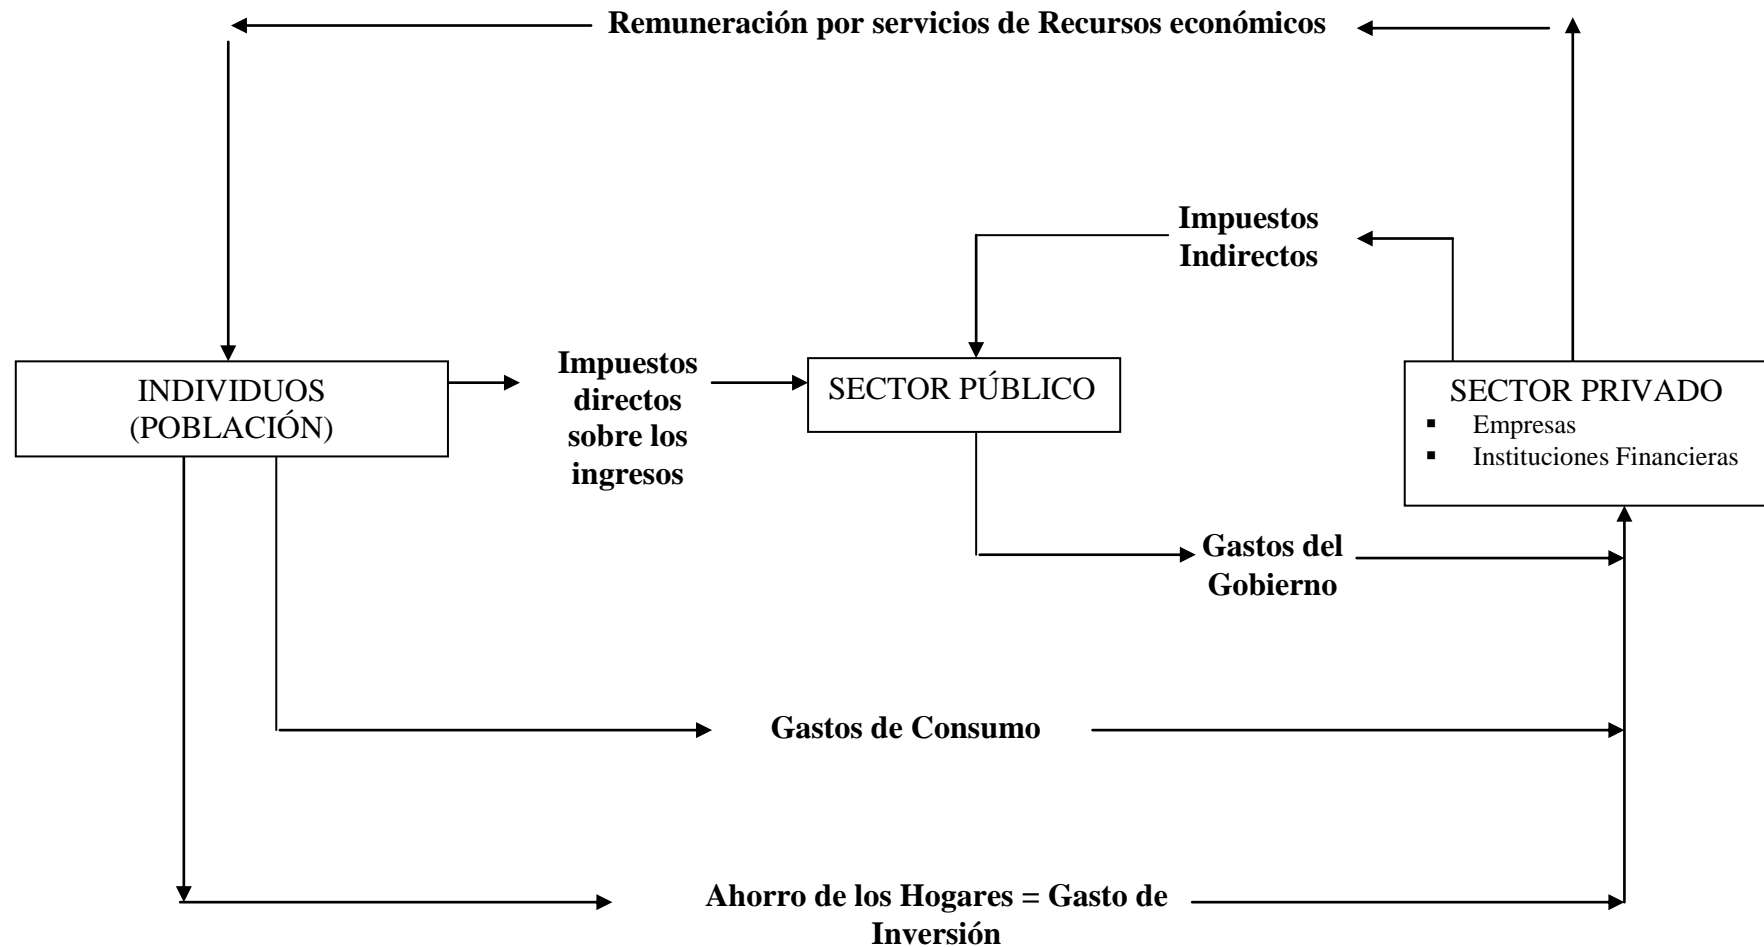 Remuneración por servicios de Recursos económicos
Impuestos
Indirectos
INDIVIDUOS
(POBLACIÓN)
Impuestos
directos
sobre los
ingresos
SECTOR PÚBLICO
SECTOR PRIVADO
▪ Empresas
▪ Instituciones Financieras
Gastos del
Gobierno
Gastos de Consumo
Ahorro de los Hogares = Gasto de
Inversión